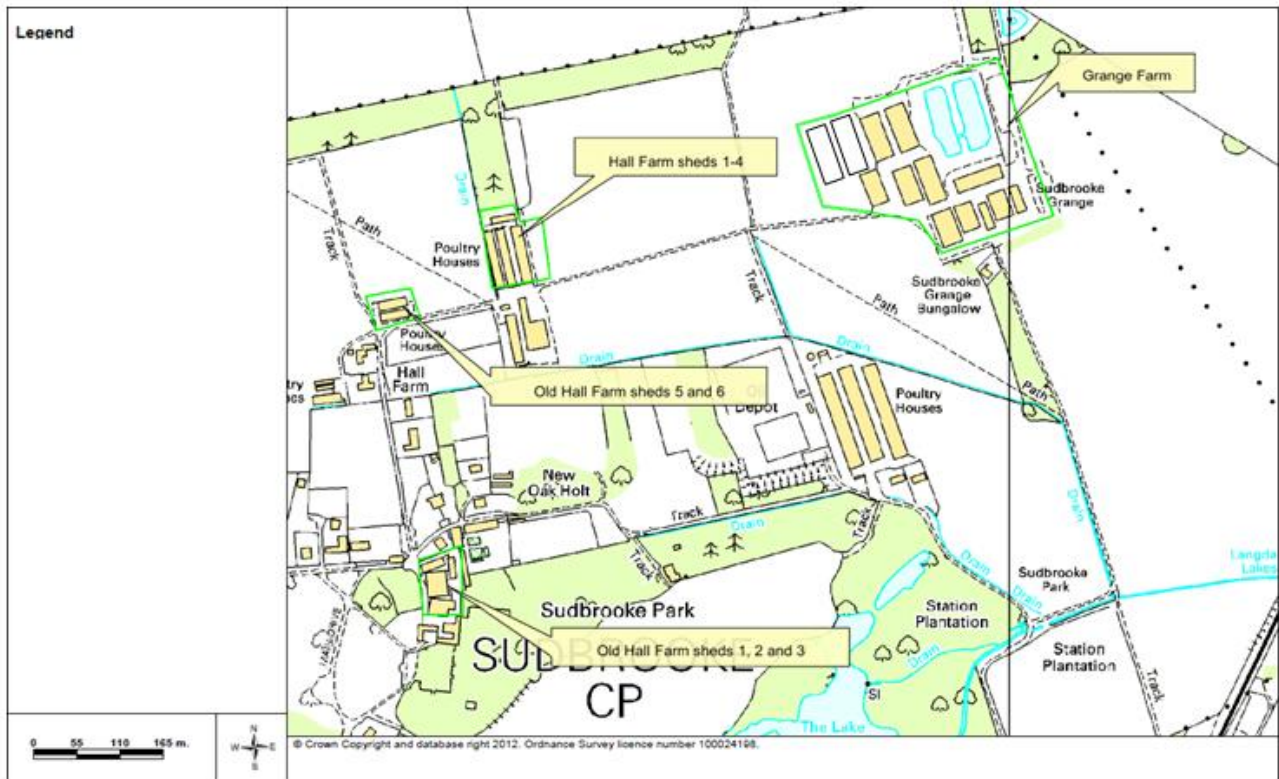 Legend
Grange Farm
Hall Farm sheds 1-4
Drain
Sudbrooke
Grange
Track
Path
Poultry
Houses
Track
Path
Sudbrooke
Grange
Bungalow
Poultry
Houses
Hall
Farm
Drain
Drain
Old Hall Farm sheds 5 and 6
Depot
Poultry
Houses
Path
New
Oak Holt
Track
Drain
Track
Drain
Drain
Track
Sudbrooke
Park
Langda
Lakes
Sudbrooke Park
Station
Plantation
Drain
Drain
Old Hall Farm sheds 1, 2 and 3
SUDBROOKE
CP
Station
Plantation
Track
SI
The Lake
0 55 110 165 m.
N
W E
S
© Crown Copyright and database right 2012. Ordnance Survey licence number 100024198.